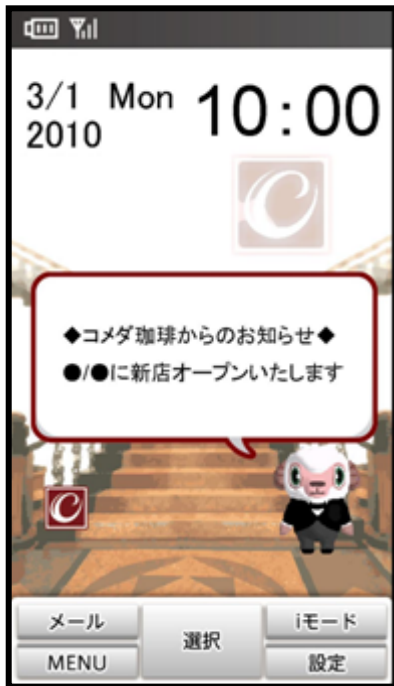 3/1 Mon
2010
10:00
C
◆コメダ珈琲からのお知らせ◆
●/●に新店オープンいたします
C
メール
選択
iモード
MENU
設定